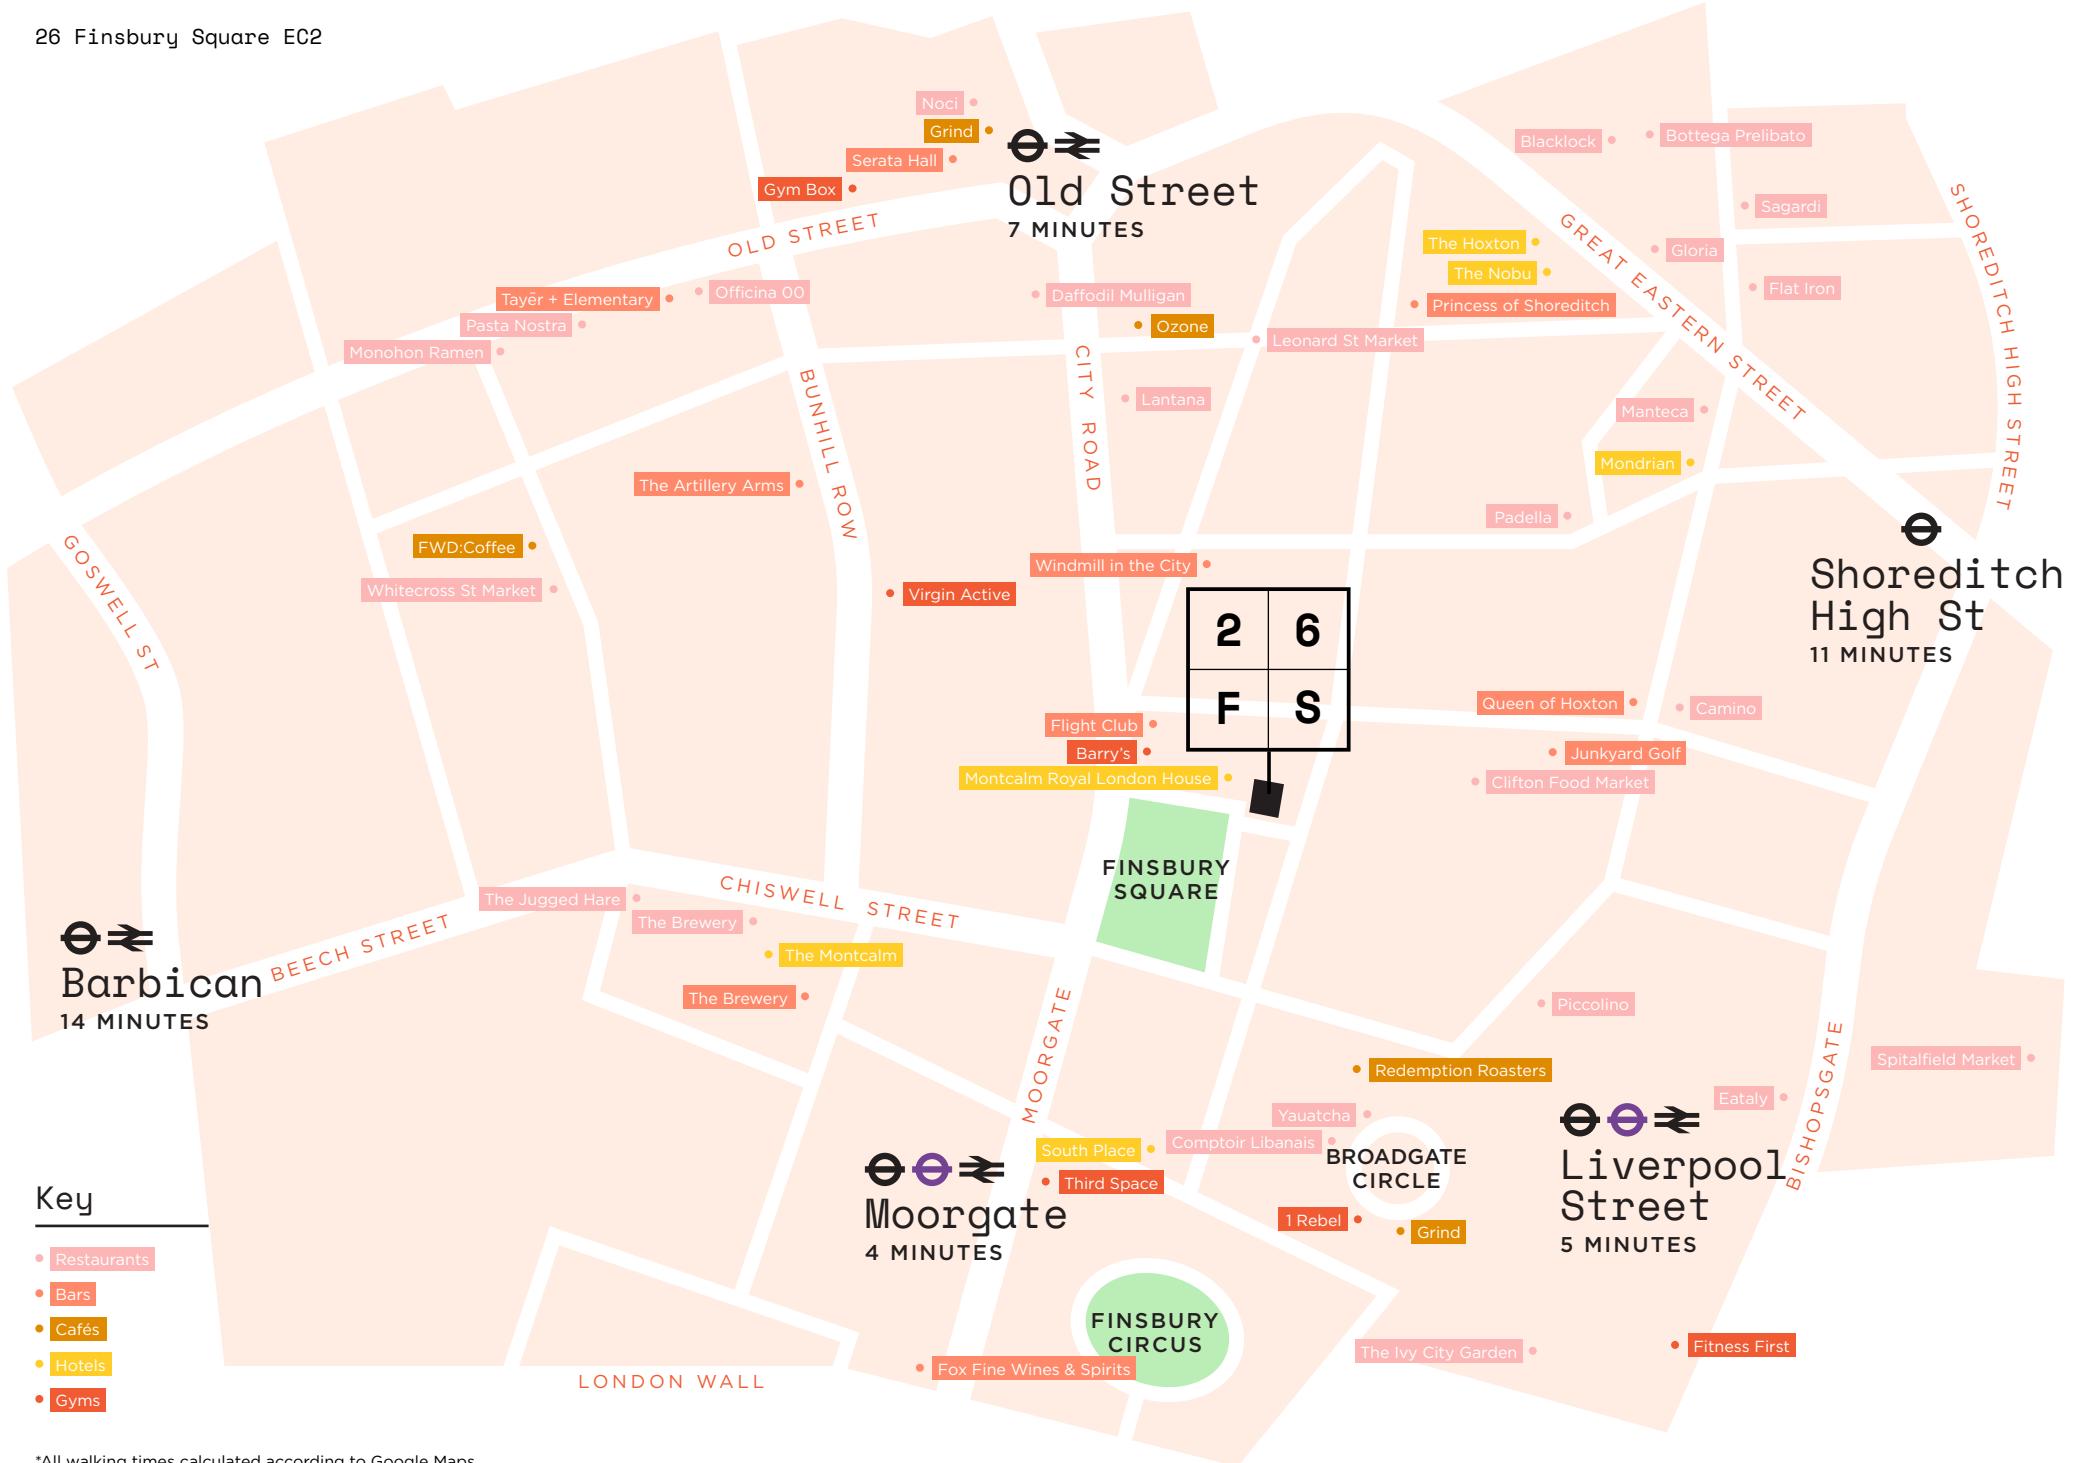 26 Finsbury Square EC2
Noci
Grind
Serata Hall
Gym Box
Old Street
7 MINUTES
Blacklock
Bottega Prelibato
Sagardi
Gloria
Flat Iron
The Hoxton
The Nobu
Princess of Shoreditch
GREAT EASTERN STREET
SHOREDITCH HIGH STREET
OLD STREET
Tayēr + Elementary
Officina 00
Pasta Nostra
Monohon Ramen
Daffodil Mulligan
Ozone
Leonard St Market
Lantana
CITY ROAD
BUNHILL ROW
Manteca
Mondrian
Padella
The Artillery Arms
FWD:Coffee
Whitecross St Market
GOSWELL ST
Windmill in the City
Virgin Active
Shoreditch
High St
11 MINUTES
2 6
F S
Flight Club
Barry's
Montcalm Royal London House
Queen of Hoxton
Camino
Junkyard Golf
Clifton Food Market
FINSBURY
SQUARE
CHISWELL STREET
The Jugged Hare
The Brewery
The Montcalm
The Brewery
BEECH STREET
Barbican
14 MINUTES
MOORGATE
Piccolino
Redemption Roasters
Yauatcha
Comptoir Libanais
BROADGATE
CIRCLE
South Place
Third Space
1 Rebel
Grind
Spitalfield Market
Eataly
BISHOPSGATE
Liverpool
Street
5 MINUTES
Moorgate
4 MINUTES
FINSBURY
CIRCUS
Fox Fine Wines & Spirits
The Ivy City Garden
Fitness First
LONDON WALL
Key
Restaurants
Bars
Cafés
Hotels
Gyms
*All walking times calculated according to Google Maps